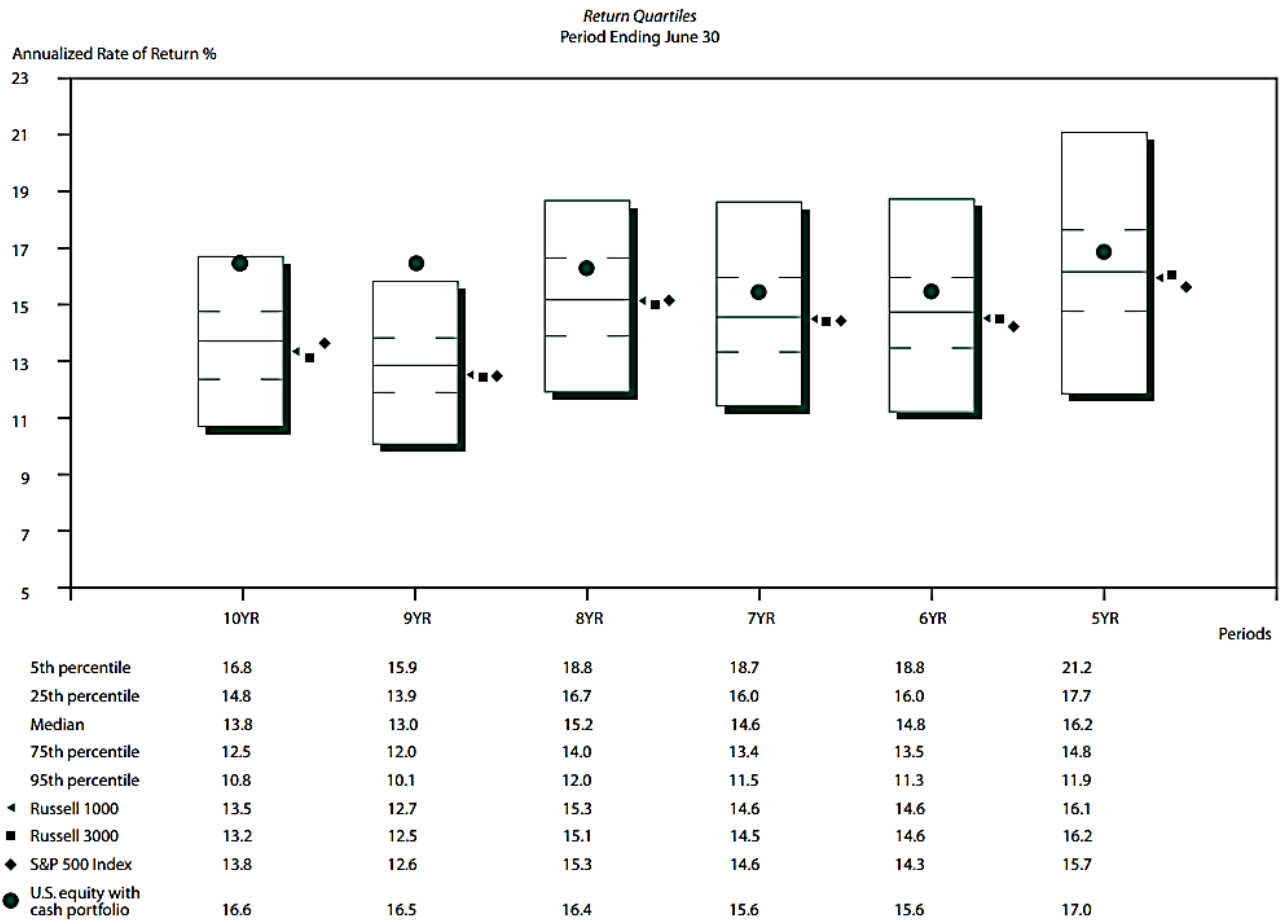 Return Quartiles
Period Ending June 30
Annualized Rate of Return %
23
21
19
17
15
13
11
9
7
5
10YR 9YR 8YR 7YR 6YR 5YR
Periods
5th percentile 16.8 15.9 18.8 18.7 18.8 21.2
25th percentile 14.8 13.9 16.7 16.0 16.0 17.7
Median 13.8 13.0 15.2 14.6 14.8 16.2
75th percentile 12.5 12.0 14.0 13.4 13.5 14.8
95th percentile 10.8 10.1 12.0 11.5 11.3 11.9
Russell 1000 13.5 12.7 15.3 14.6 14.6 16.1
Russell 3000 13.2 12.5 15.1 14.5 14.6 16.2
S&P 500 Index 13.8 12.6 15.3 14.6 14.3 15.7
U.S. equity with
cash portfolio 16.6 16.5 16.4 15.6 15.6 17.0